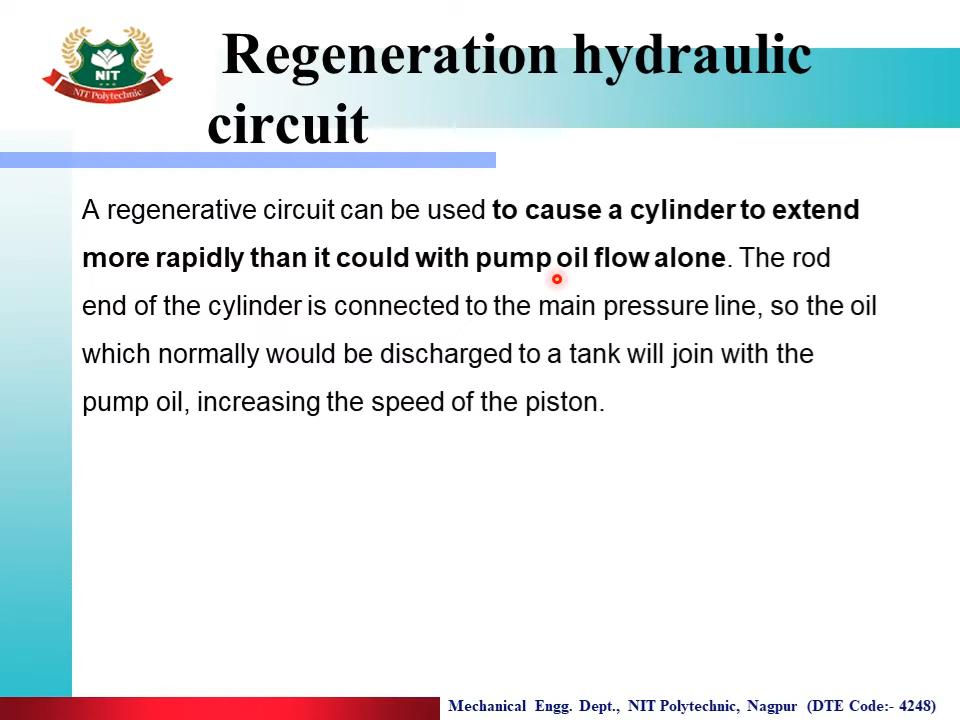 NIT
NIT Polytechnic
Regeneration hydraulic
circuit
A regenerative circuit can be used to cause a cylinder to extend
more rapidly than it could with pump oil flow alone. The rod
end of the cylinder is connected to the main pressure line, so the oil
which normally would be discharged to a tank will join with the
pump oil, increasing the speed of the piston.
Mechanical Engg. Dept., NIT Polytechnic, Nagpur (DTE Code:- 4248)